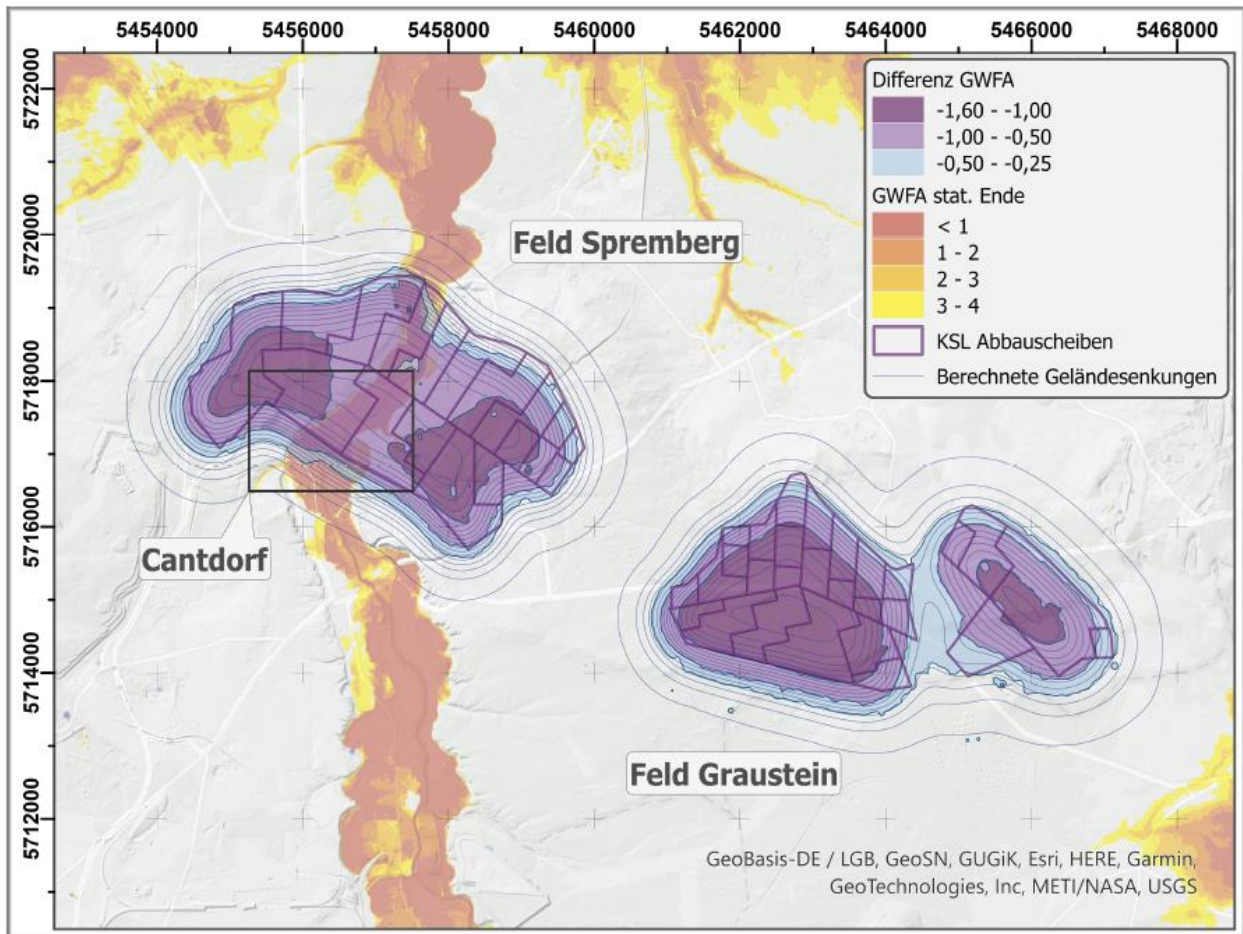 5454000 5456000 5458000 5460000 5462000 5464000 5466000 5468000
5722000
5720000
5718000
5716000
5714000
5712000
Differenz GWFA
-1,60 - -1,00
-1,00 - -0,50
-0,50 - -0,25
GWFA stat. Ende
< 1
1 - 2
2 - 3
3 - 4
KSL Abbauscheiben
Berechnete Geländesenkungen
Feld Spremberg
Cantdorf
Feld Graustein
GeoBasis-DE / LGB, GeoSN, GUGiK, Esri, HERE, Garmin,
GeoTechnologies, Inc, METI/NASA, USGS